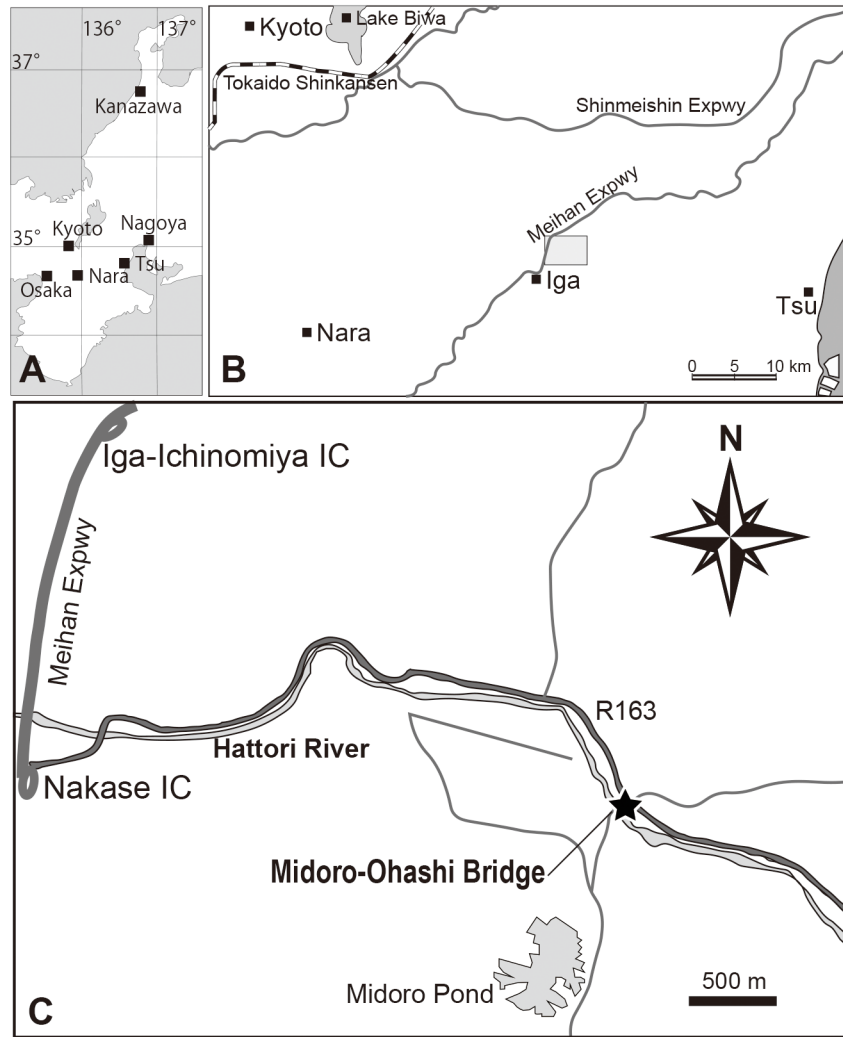 136° 137°
37°
Kanazawa
35°
Kyoto
Nagoya
Tsu
Nara
Osaka
A
Kyoto
Lake Biwa
Tokaido Shinkansen
Shinmeishin Expwy
Meihan Expwy
Iga
Tsu
Nara
B
0 5 10 km
Iga-Ichinomiya IC
N
Meihan Expwy
R163
Hattori River
Nakase IC
Midoro-Ohashi Bridge
Midoro Pond
500 m
C